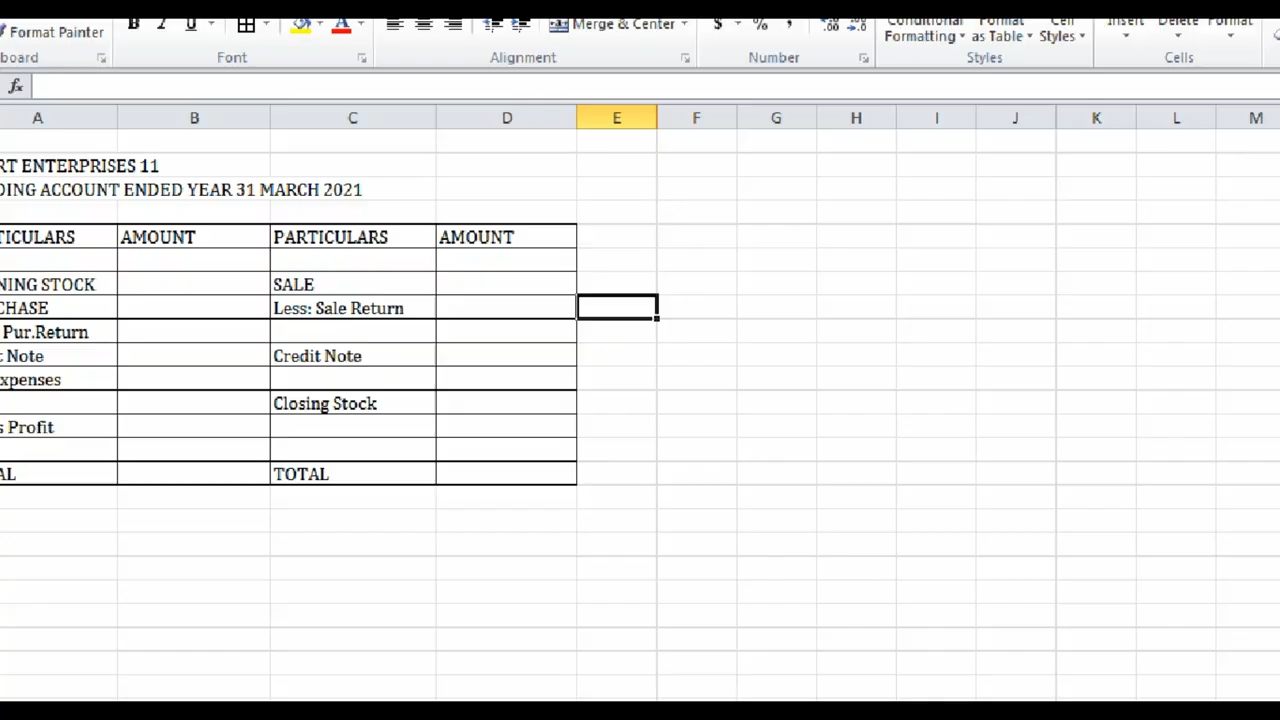 Format Painter B I U A Merge & Center $ % , Conditional Format Cell Insert Delete Format
Formatting as Table Styles
board Font Alignment Number Styles Cells
fx
A B C D E F G H I J K L M
RT ENTERPRISES 11
DING ACCOUNT ENDED YEAR 31 MARCH 2021
TICULARS AMOUNT PARTICULARS AMOUNT
NING STOCK SALE
CHASE Less: Sale Return
Pur.Return
t Note Credit Note
xpenses
Closing Stock
s Profit
AL TOTAL